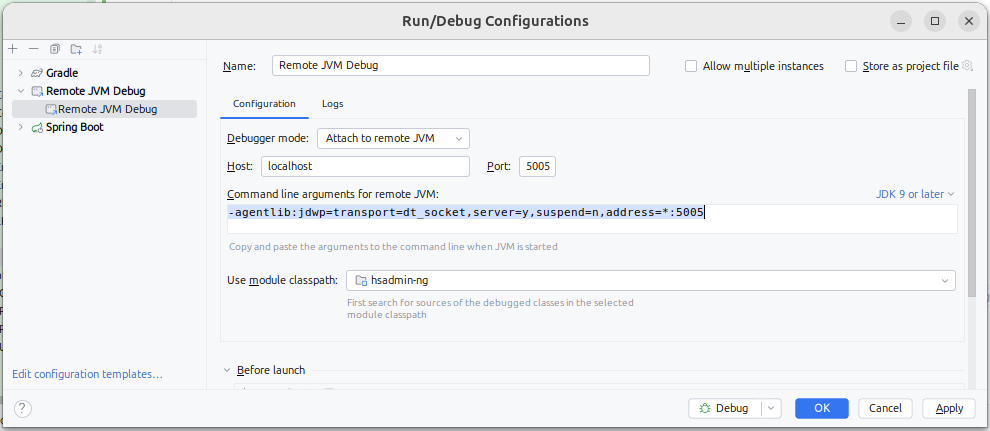 Run/Debug Configurations
Name: Remote JVM Debug Allow multiple instances Store as project file
Gradle
Remote JVM Debug
Remote JVM Debug
Spring Boot
Configuration Logs
Debugger mode: Attach to remote JVM
Host: localhost Port: 5005
Command line arguments for remote JVM: JDK 9 or later
-agentlib:jdwp=transport=dt_socket,server=y,suspend=n,address=*:5005
Copy and paste the arguments to the command line when JVM is started
Use module classpath: hsadmin-ng
First search for sources of the debugged classes in the selected
module classpath
Before launch
Edit configuration templates...
? Debug OK Cancel Apply